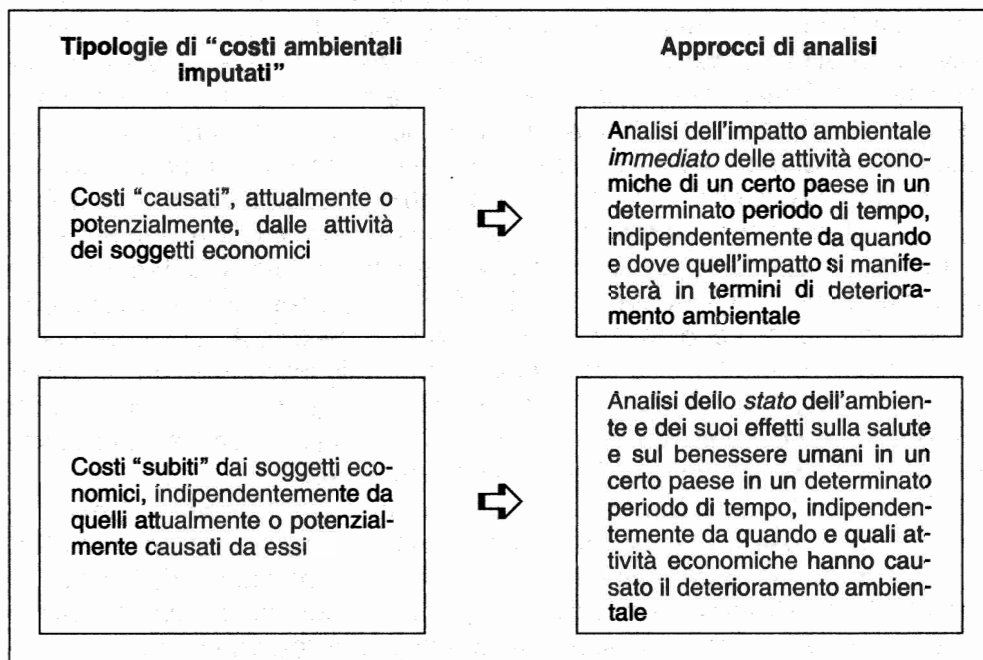 Tipologie di “costi ambientali
imputati”
Approcci di analisi
Costi “causati”, attualmente o
potenzialmente, dalle attività
dei soggetti economici
Analisi dell'impatto ambientale
immediato delle attività econo-
miche di un certo paese in un
determinato periodo di tempo,
indipendentemente da quando
e dove quell'impatto si manife-
sterà in termini di deteriora-
mento ambientale
Costi “subiti” dai soggetti eco-
nomici, indipendentemente da
quelli attualmente o potenzial-
mente causati da essi
Analisi dello stato dell'ambien-
te e dei suoi effetti sulla salute
e sul benessere umani in un
certo paese in un determinato
periodo di tempo, indipenden-
temente da quando e quali at-
tività economiche hanno cau-
sato il deterioramento ambien-
tale